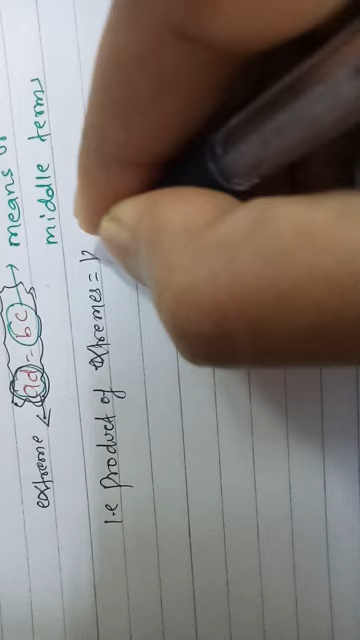 extreme ← ad = bc → means or
middle terms
i.e product of extremes =